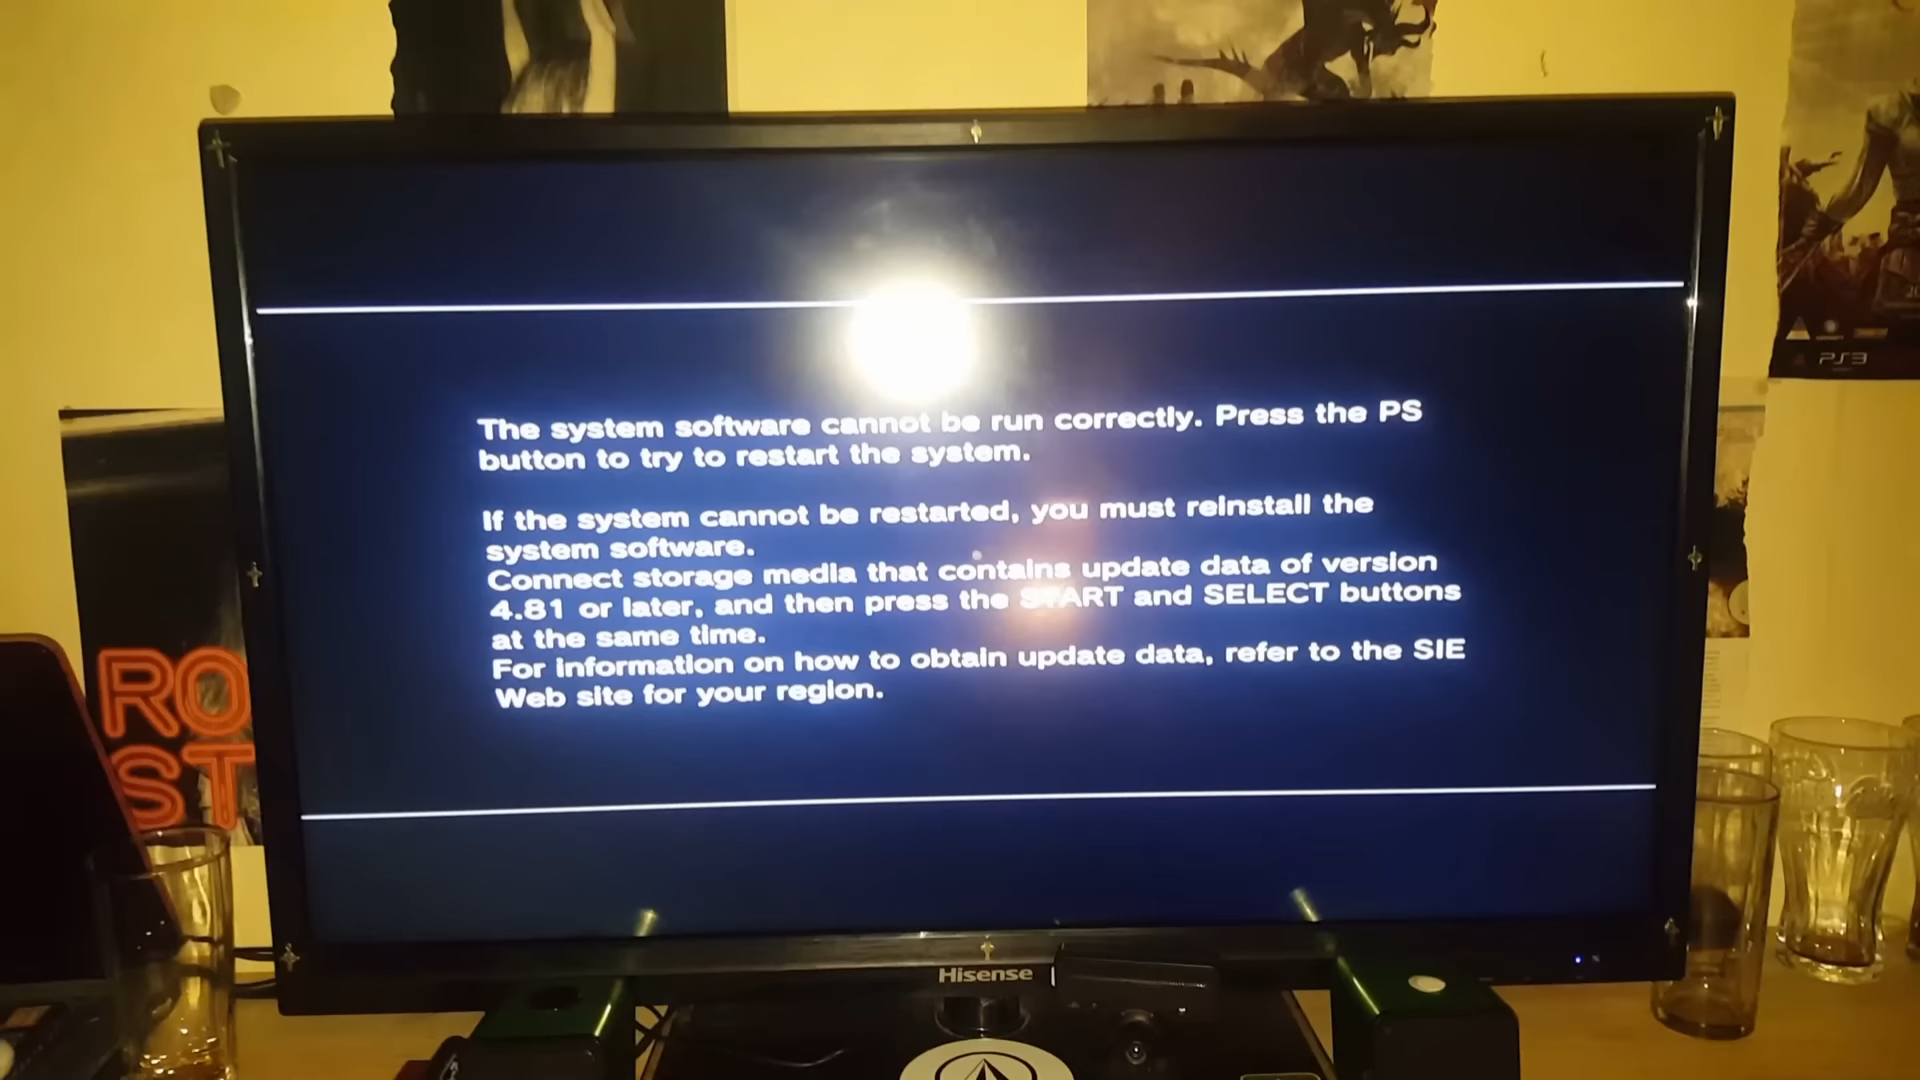 The system software cannot be run correctly. Press the PS
button to try to restart the system.
If the system cannot be restarted, you must reinstall the
system software.
Connect storage media that contains update data of version
4.81 or later, and then press the START and SELECT buttons
at the same time.
For information on how to obtain update data, refer to the SIE
Web site for your region.
RO
ST
PS3
Hisense